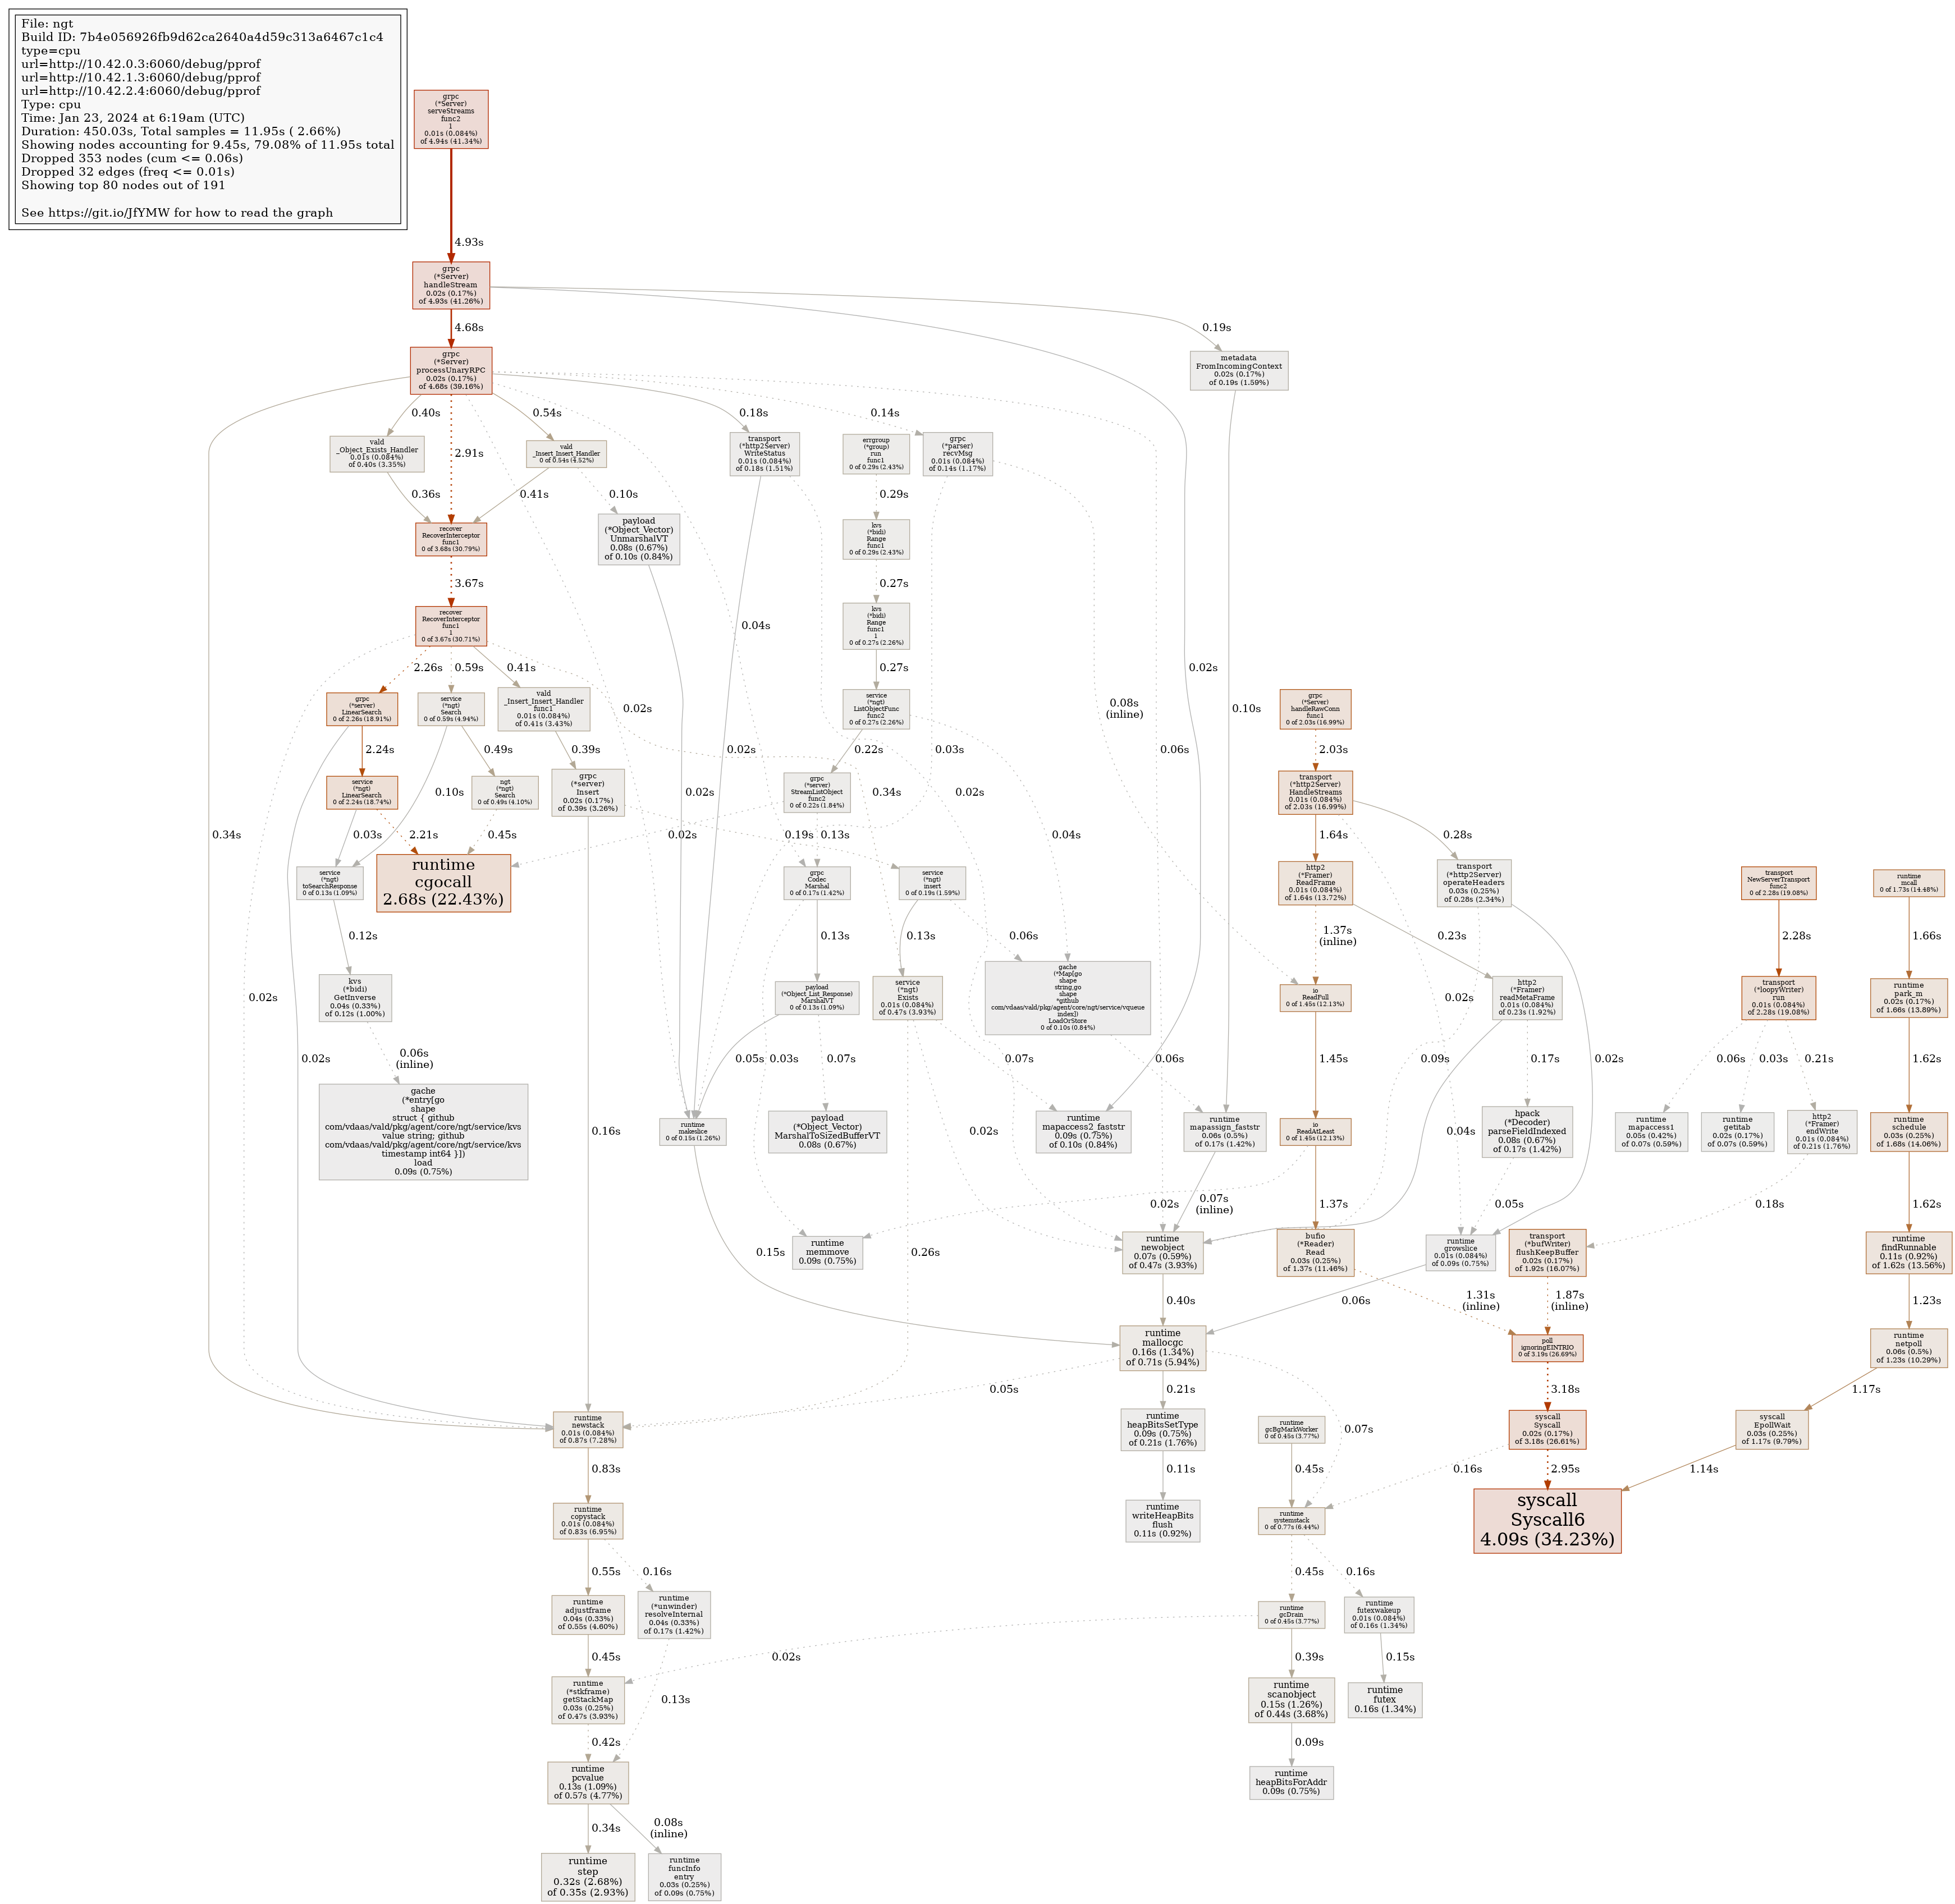 File: ngt
Build ID: 7b4e056926fb9d62ca2640a4d59c313a6467c1c4
type=cpu
url=http://10.42.0.3:6060/debug/pprof
url=http://10.42.1.3:6060/debug/pprof
url=http://10.42.2.4:6060/debug/pprof
Type: cpu
Time: Jan 23, 2024 at 6:19am (UTC)
Duration: 450.03s, Total samples = 11.95s ( 2.66%)
Showing nodes accounting for 9.45s, 79.08% of 11.95s total
Dropped 353 nodes (cum <= 0.06s)
Dropped 32 edges (freq <= 0.01s)
Showing top 80 nodes out of 191
See https://git.io/JfYMW for how to read the graph
grpc
(*Server)
serveStreams
func2
1
0.01s (0.084%)
of 4.94s (41.34%)
4.93s
grpc
(*Server)
handleStream
0.02s (0.17%)
of 4.93s (41.26%)
4.68s
0.19s
grpc
(*Server)
processUnaryRPC
0.02s (0.17%)
of 4.68s (39.16%)
metadata
FromIncomingContext
0.02s (0.17%)
of 0.19s (1.59%)
0.40s
2.91s
0.54s
0.18s
0.14s
0.10s
vald
_Object_Exists_Handler
0.01s (0.084%)
of 0.40s (3.35%)
vald
_Insert_Insert_Handler
0 of 0.54s (4.52%)
transport
(*http2Server)
WriteStatus
0.01s (0.084%)
of 0.18s (1.51%)
errgroup
(*group)
run
func1
0 of 0.29s (2.43%)
grpc
(*parser)
recvMsg
0.01s (0.084%)
of 0.14s (1.17%)
0.36s
0.41s
0.10s
0.29s
recover
RecoverInterceptor
func1
0 of 3.68s (30.79%)
payload
(*Object_Vector)
UnmarshalVT
0.08s (0.67%)
of 0.10s (0.84%)
kvs
(*bidi)
Range
func1
0 of 0.29s (2.43%)
3.67s
0.27s
recover
RecoverInterceptor
func1
1
0 of 3.67s (30.71%)
0.04s
kvs
(*bidi)
Range
func1
1
0 of 0.27s (2.26%)
2.26s
0.59s
0.41s
0.27s
0.02s
grpc
(*server)
LinearSearch
0 of 2.26s (18.91%)
service
(*ngt)
Search
0 of 0.59s (4.94%)
vald
_Insert_Insert_Handler
func1
0.01s (0.084%)
of 0.41s (3.43%)
0.02s
service
(*ngt)
ListObjectFunc
func2
0 of 0.27s (2.26%)
0.08s
(inline)
grpc
(*Server)
handleRawConn
func1
0 of 2.03s (16.99%)
2.24s
0.49s
0.39s
0.02s
0.22s
0.03s
0.06s
2.03s
service
(*ngt)
LinearSearch
0 of 2.24s (18.74%)
0.10s
ngt
(*ngt)
Search
0 of 0.49s (4.10%)
grpc
(*server)
Insert
0.02s (0.17%)
of 0.39s (3.26%)
0.02s
grpc
(*server)
StreamListObject
func2
0 of 0.22s (1.84%)
0.34s
0.02s
transport
(*http2Server)
HandleStreams
0.01s (0.084%)
of 2.03s (16.99%)
0.34s
0.03s
2.21s
0.45s
0.02s
0.19s
0.13s
0.04s
1.64s
0.28s
service
(*ngt)
toSearchResponse
0 of 0.13s (1.09%)
runtime
cgocall
2.68s (22.43%)
grpc
Codec
Marshal
0 of 0.17s (1.42%)
service
(*ngt)
insert
0 of 0.19s (1.59%)
http2
(*Framer)
ReadFrame
0.01s (0.084%)
of 1.64s (13.72%)
transport
(*http2Server)
operateHeaders
0.03s (0.25%)
of 0.28s (2.34%)
transport
NewServerTransport
func2
0 of 2.28s (19.08%)
runtime
mcall
0 of 1.73s (14.48%)
0.12s
0.13s
0.13s
0.06s
1.37s
(inline)
0.23s
2.28s
1.66s
0.02s
kvs
(*bidi)
GetInverse
0.04s (0.33%)
of 0.12s (1.00%)
payload
(*Object_List_Response)
MarshalVT
0 of 0.13s (1.09%)
service
(*ngt)
Exists
0.01s (0.084%)
of 0.47s (3.93%)
gache
(*Map[go
shape
string,go
shape
*github
com/vdaas/vald/pkg/agent/core/ngt/service/vqueue
index])
LoadOrStore
0 of 0.10s (0.84%)
io
ReadFull
0 of 1.45s (12.13%)
0.02s
http2
(*Framer)
readMetaFrame
0.01s (0.084%)
of 0.23s (1.92%)
transport
(*loopyWriter)
run
0.01s (0.084%)
of 2.28s (19.08%)
runtime
park_m
0.02s (0.17%)
of 1.66s (13.89%)
0.02s
0.06s
(inline)
0.05s
0.03s
0.07s
0.07s
0.06s
1.45s
0.09s
0.17s
0.02s
0.06s
0.03s
0.21s
1.62s
gache
(*entry[go
shape
struct { github
com/vdaas/vald/pkg/agent/core/ngt/service/kvs
value string; github
com/vdaas/vald/pkg/agent/core/ngt/service/kvs
timestamp int64 }])
load
0.09s (0.75%)
0.16s
runtime
makeslice
0 of 0.15s (1.26%)
payload
(*Object_Vector)
MarshalToSizedBufferVT
0.08s (0.67%)
0.02s
runtime
mapaccess2_faststr
0.09s (0.75%)
of 0.10s (0.84%)
runtime
mapassign_faststr
0.06s (0.5%)
of 0.17s (1.42%)
io
ReadAtLeast
0 of 1.45s (12.13%)
0.04s
hpack
(*Decoder)
parseFieldIndexed
0.08s (0.67%)
of 0.17s (1.42%)
runtime
mapaccess1
0.05s (0.42%)
of 0.07s (0.59%)
runtime
getitab
0.02s (0.17%)
of 0.07s (0.59%)
http2
(*Framer)
endWrite
0.01s (0.084%)
of 0.21s (1.76%)
runtime
schedule
0.03s (0.25%)
of 1.68s (14.06%)
0.02s
0.07s
(inline)
1.37s
0.05s
0.18s
1.62s
0.15s
runtime
memmove
0.09s (0.75%)
0.26s
runtime
newobject
0.07s (0.59%)
of 0.47s (3.93%)
bufio
(*Reader)
Read
0.03s (0.25%)
of 1.37s (11.46%)
runtime
growslice
0.01s (0.084%)
of 0.09s (0.75%)
transport
(*bufWriter)
flushKeepBuffer
0.02s (0.17%)
of 1.92s (16.07%)
runtime
findRunnable
0.11s (0.92%)
of 1.62s (13.56%)
0.40s
0.06s
1.31s
(inline)
1.87s
(inline)
1.23s
runtime
mallocgc
0.16s (1.34%)
of 0.71s (5.94%)
poll
ignoringEINTRIO
0 of 3.19s (26.69%)
runtime
netpoll
0.06s (0.5%)
of 1.23s (10.29%)
0.05s
0.21s
0.07s
3.18s
1.17s
runtime
newstack
0.01s (0.084%)
of 0.87s (7.28%)
runtime
heapBitsSetType
0.09s (0.75%)
of 0.21s (1.76%)
runtime
gcBgMarkWorker
0 of 0.45s (3.77%)
syscall
Syscall
0.02s (0.17%)
of 3.18s (26.61%)
syscall
EpollWait
0.03s (0.25%)
of 1.17s (9.79%)
0.83s
0.11s
0.45s
0.16s
2.95s
1.14s
runtime
copystack
0.01s (0.084%)
of 0.83s (6.95%)
runtime
writeHeapBits
flush
0.11s (0.92%)
runtime
systemstack
0 of 0.77s (6.44%)
syscall
Syscall6
4.09s (34.23%)
0.55s
0.16s
0.45s
0.16s
runtime
adjustframe
0.04s (0.33%)
of 0.55s (4.60%)
runtime
(*unwinder)
resolveInternal
0.04s (0.33%)
of 0.17s (1.42%)
runtime
gcDrain
0 of 0.45s (3.77%)
runtime
futexwakeup
0.01s (0.084%)
of 0.16s (1.34%)
0.45s
0.02s
0.39s
0.15s
runtime
(*stkframe)
getStackMap
0.03s (0.25%)
of 0.47s (3.93%)
0.13s
runtime
scanobject
0.15s (1.26%)
of 0.44s (3.68%)
runtime
futex
0.16s (1.34%)
0.42s
0.09s
runtime
pcvalue
0.13s (1.09%)
of 0.57s (4.77%)
runtime
heapBitsForAddr
0.09s (0.75%)
0.34s
0.08s
(inline)
runtime
step
0.32s (2.68%)
of 0.35s (2.93%)
runtime
funcInfo
entry
0.03s (0.25%)
of 0.09s (0.75%)